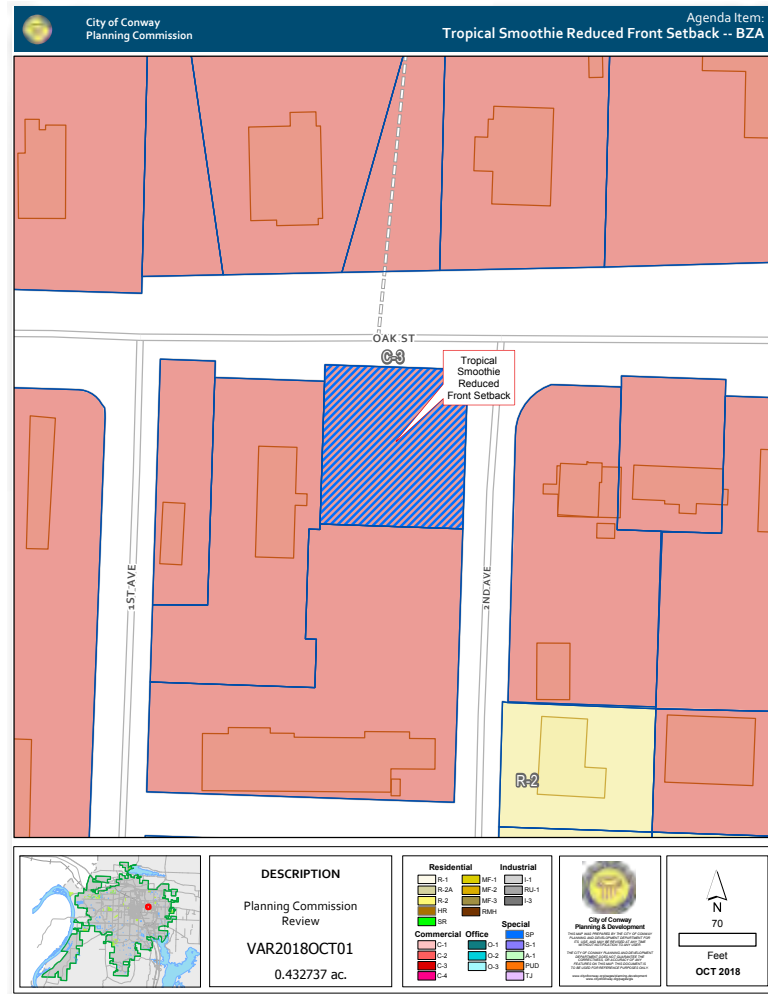 City of Conway
Planning Commission
Agenda Item:
Tropical Smoothie Reduced Front Setback -- BZA
OAK ST
C-3
Tropical
Smoothie
Reduced
Front Setback
1ST AVE
2ND AVE
R-2
DESCRIPTION
Planning Commission
Review
VAR2018OCT01
0.432737 ac.
Residential
R-1
R-2A
R-2
HR
SR
MF-1
MF-2
MF-3
RMH
Industrial
I-1
RU-1
I-3
Commercial
C-1
C-2
C-3
C-4
Office
O-1
O-2
O-3
Special
SP
S-1
A-1
PUD
TJ
City of Conway
Planning & Development
N
70
Feet
OCT 2018